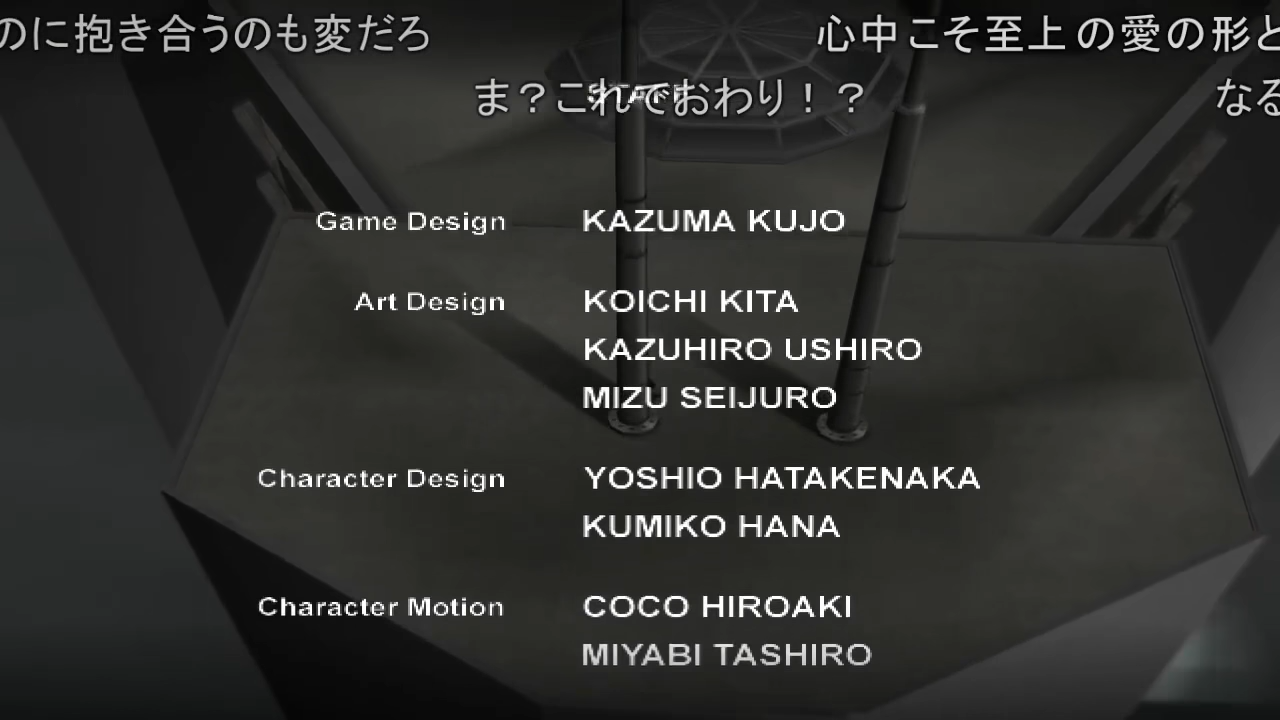 のに抱き合うのも変だろ
心中こそ至上の愛の形と
ま？これでおわり！？
なる
STAFF
Game Design KAZUMA KUJO
Art Design KOICHI KITA
KAZUHIRO USHIRO
MIZU SEIJURO
Character Design YOSHIO HATAKENAKA
KUMIKO HANA
Character Motion COCO HIROAKI
MIYABI TASHIRO